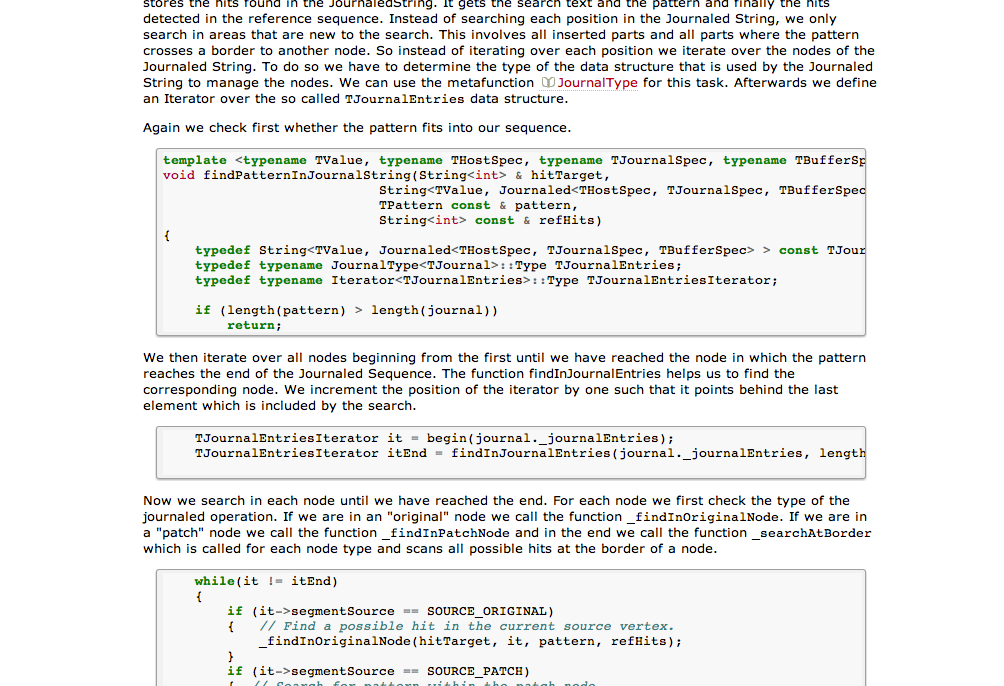 stores the hits found in the JournaledString. It gets the search text and the pattern and finally the hits
detected in the reference sequence. Instead of searching each position in the Journaled String, we only
search in areas that are new to the search. This involves all inserted parts and all parts where the pattern
crosses a border to another node. So instead of iterating over each position we iterate over the nodes of the
Journaled String. To do so we have to determine the type of the data structure that is used by the Journaled
String to manage the nodes. We can use the metafunction JournalType for this task. Afterwards we define
an Iterator over the so called TJournalEntries data structure.
Again we check first whether the pattern fits into our sequence.
template <typename TValue, typename THostSpec, typename TJournalSpec, typename TBufferSp
void findPatternInJournalString(String<int> & hitTarget,
String<TValue, Journaled<THostSpec, TJournalSpec, TBufferSpec
TPattern const & pattern,
String<int> const & refHits)
{
typedef String<TValue, Journaled<THostSpec, TJournalSpec, TBufferSpec> > const TJour
typedef typename JournalType<TJournal>::Type TJournalEntries;
typedef typename Iterator<TJournalEntries>::Type TJournalEntriesIterator;
if (length(pattern) > length(journal))
return;
We then iterate over all nodes beginning from the first until we have reached the node in which the pattern
reaches the end of the Journaled Sequence. The function findInJournalEntries helps us to find the
corresponding node. We increment the position of the iterator by one such that it points behind the last
element which is included by the search.
TJournalEntriesIterator it = begin(journal._journalEntries);
TJournalEntriesIterator itEnd = findInJournalEntries(journal._journalEntries, length
Now we search in each node until we have reached the end. For each node we first check the type of the
journaled operation. If we are in an "original" node we call the function _findInOriginalNode. If we are in
a "patch" node we call the function _findInPatchNode and in the end we call the function _searchAtBorder
which is called for each node type and scans all possible hits at the border of a node.
while(it != itEnd)
{
if (it->segmentSource == SOURCE_ORIGINAL)
{ // Find a possible hit in the current source vertex.
_findInOriginalNode(hitTarget, it, pattern, refHits);
}
if (it->segmentSource == SOURCE_PATCH)
{ // Search for pattern within the patch node.